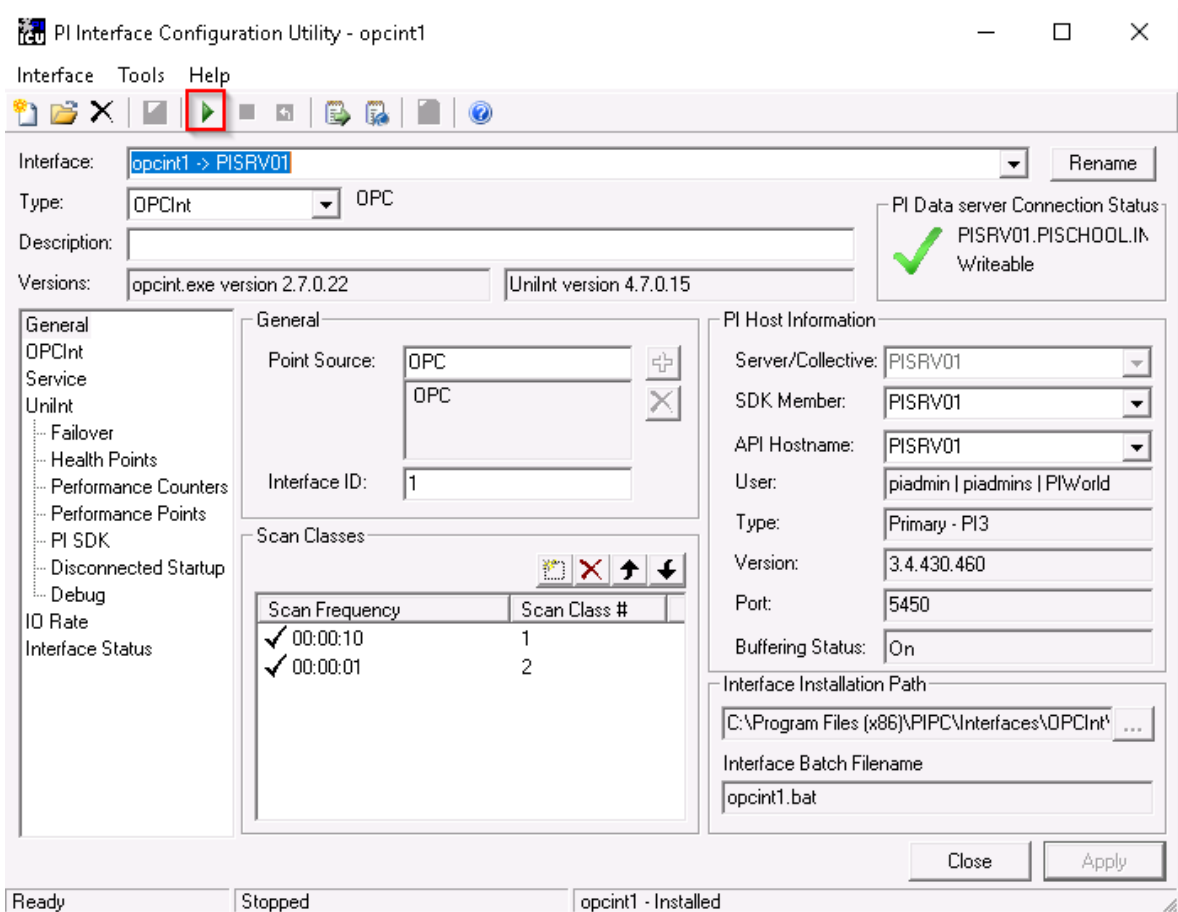 PI Interface Configuration Utility - opcint1
Interface Tools Help
Interface: opcint1 -> PISRV01 Rename
Type: OPCInt OPC
Description:
Versions: opcint.exe version 2.7.0.22 UniInt version 4.7.0.15
PI Data server Connection Status
PISRV01.PISCHOOL.IN
Writeable
General
OPCInt
Service
UniInt
Failover
Health Points
Performance Counters
Performance Points
PI SDK
Disconnected Startup
Debug
IO Rate
Interface Status
General
Point Source: OPC
OPC
Interface ID: 1
Scan Classes
Scan Frequency Scan Class #
00:00:10 1
00:00:01 2
PI Host Information
Server/Collective: PISRV01
SDK Member: PISRV01
API Hostname: PISRV01
User: piadmin | piadmins | PIWorld
Type: Primary - PI3
Version: 3.4.430.460
Port: 5450
Buffering Status: On
Interface Installation Path
C:\Program Files (x86)\PIPC\Interfaces\OPCInt\ ...
Interface Batch Filename
opcint1.bat
Close Apply
Ready Stopped opcint1 - Installed